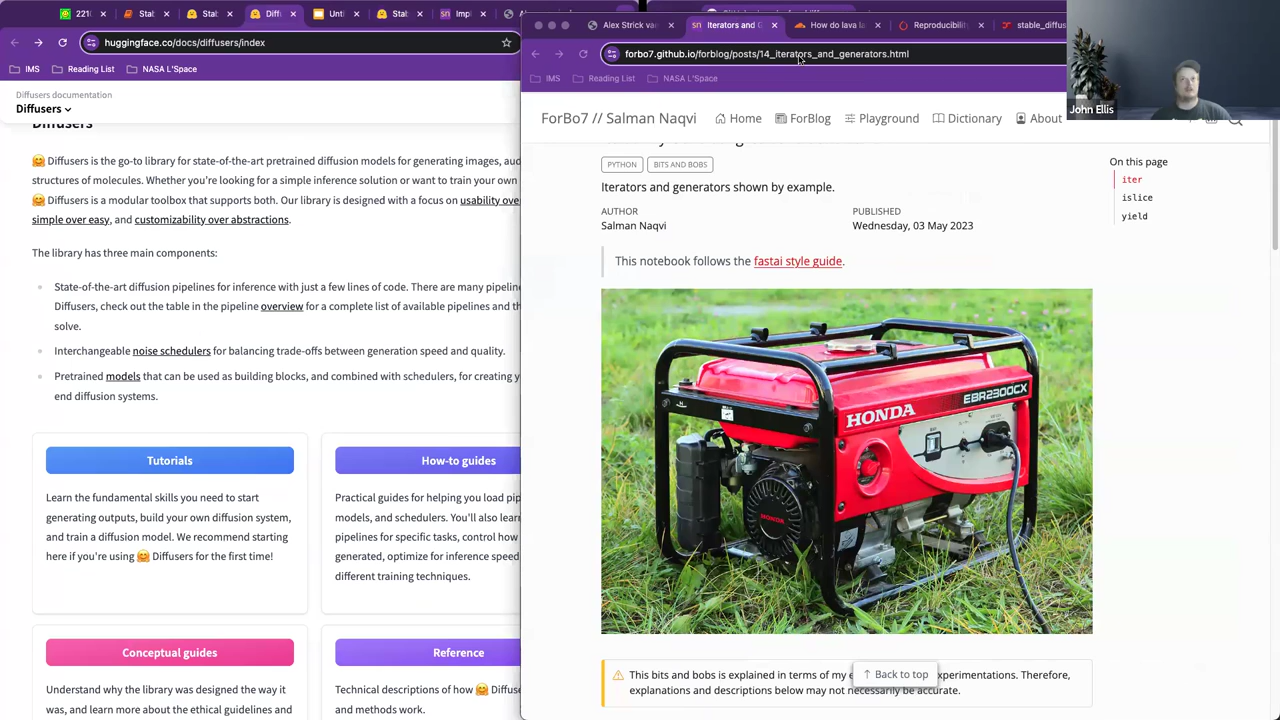 2210
Stab
Stab
Diffu
Unti
Stab
Imp
huggingface.co/docs/diffusers/index
IMS
Reading List
NASA L'Space
Diffusers documentation
Diffusers
Diffusers
🤗 Diffusers is the go-to library for state-of-the-art pretrained diffusion models for generating images, aud
structures of molecules. Whether you're looking for a simple inference solution or want to train your own
🤗 Diffusers is a modular toolbox that supports both. Our library is designed with a focus on usability ove
simple over easy, and customizability over abstractions.
The library has three main components:
State-of-the-art diffusion pipelines for inference with just a few lines of code. There are many pipeline
Diffusers, check out the table in the pipeline overview for a complete list of available pipelines and th
solve.
Interchangeable noise schedulers for balancing trade-offs between generation speed and quality.
Pretrained models that can be used as building blocks, and combined with schedulers, for creating y
end diffusion systems.
Tutorials
Learn the fundamental skills you need to start
generating outputs, build your own diffusion system,
and train a diffusion model. We recommend starting
here if you're using 🤗 Diffusers for the first time!
How-to guides
Practical guides for helping you load pip
models, and schedulers. You'll also learn
pipelines for specific tasks, control how
generated, optimize for inference speed
different training techniques.
Conceptual guides
Understand why the library was designed the way it
was, and learn more about the ethical guidelines and
Reference
Technical descriptions of how 🤗 Diffuse
and methods work.
Alex Strick va
Iterators and G
How do lava la
Reproducibility
stable_diffus
forbo7.github.io/forblog/posts/14_iterators_and_generators.html
IMS
Reading List
NASA L'Space
John Ellis
ForBo7 // Salman Naqvi
Home
ForBlog
Playground
Dictionary
About
PYTHON
BITS AND BOBS
Iterators and generators shown by example.
AUTHOR
Salman Naqvi
PUBLISHED
Wednesday, 03 May 2023
This notebook follows the fastai style guide.
On this page
iter
islice
yield
HONDA
EBR2300CX
HONDA
This bits and bobs is explained in terms of my e xperimentations. Therefore,
explanations and descriptions below may not necessarily be accurate.
Back to top